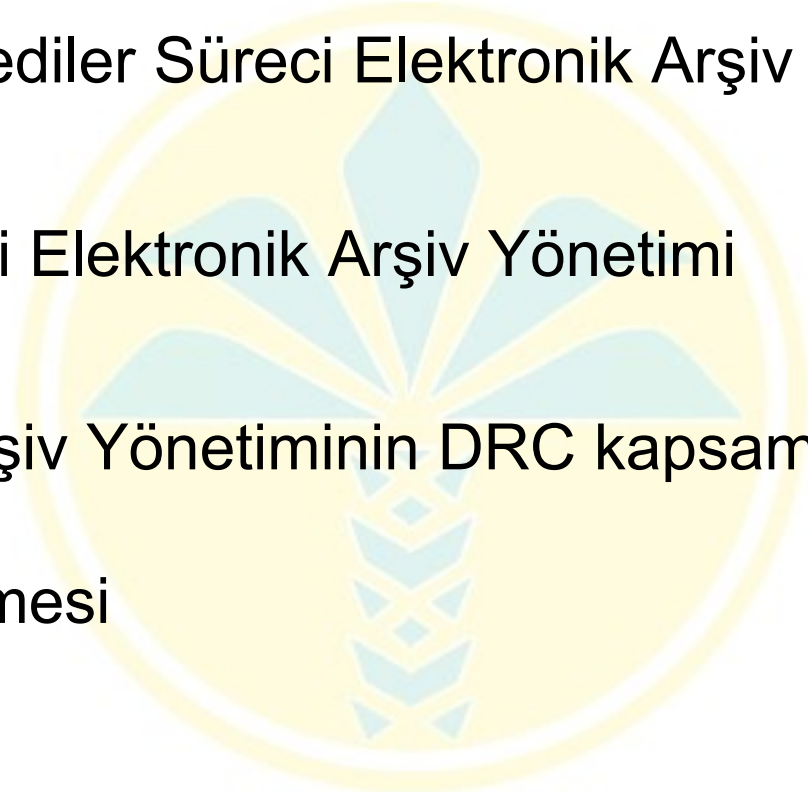 ediler Süreci Elektronik Arşiv
i Elektronik Arşiv Yönetimi
şiv Yönetiminin DRC kapsam
mesi